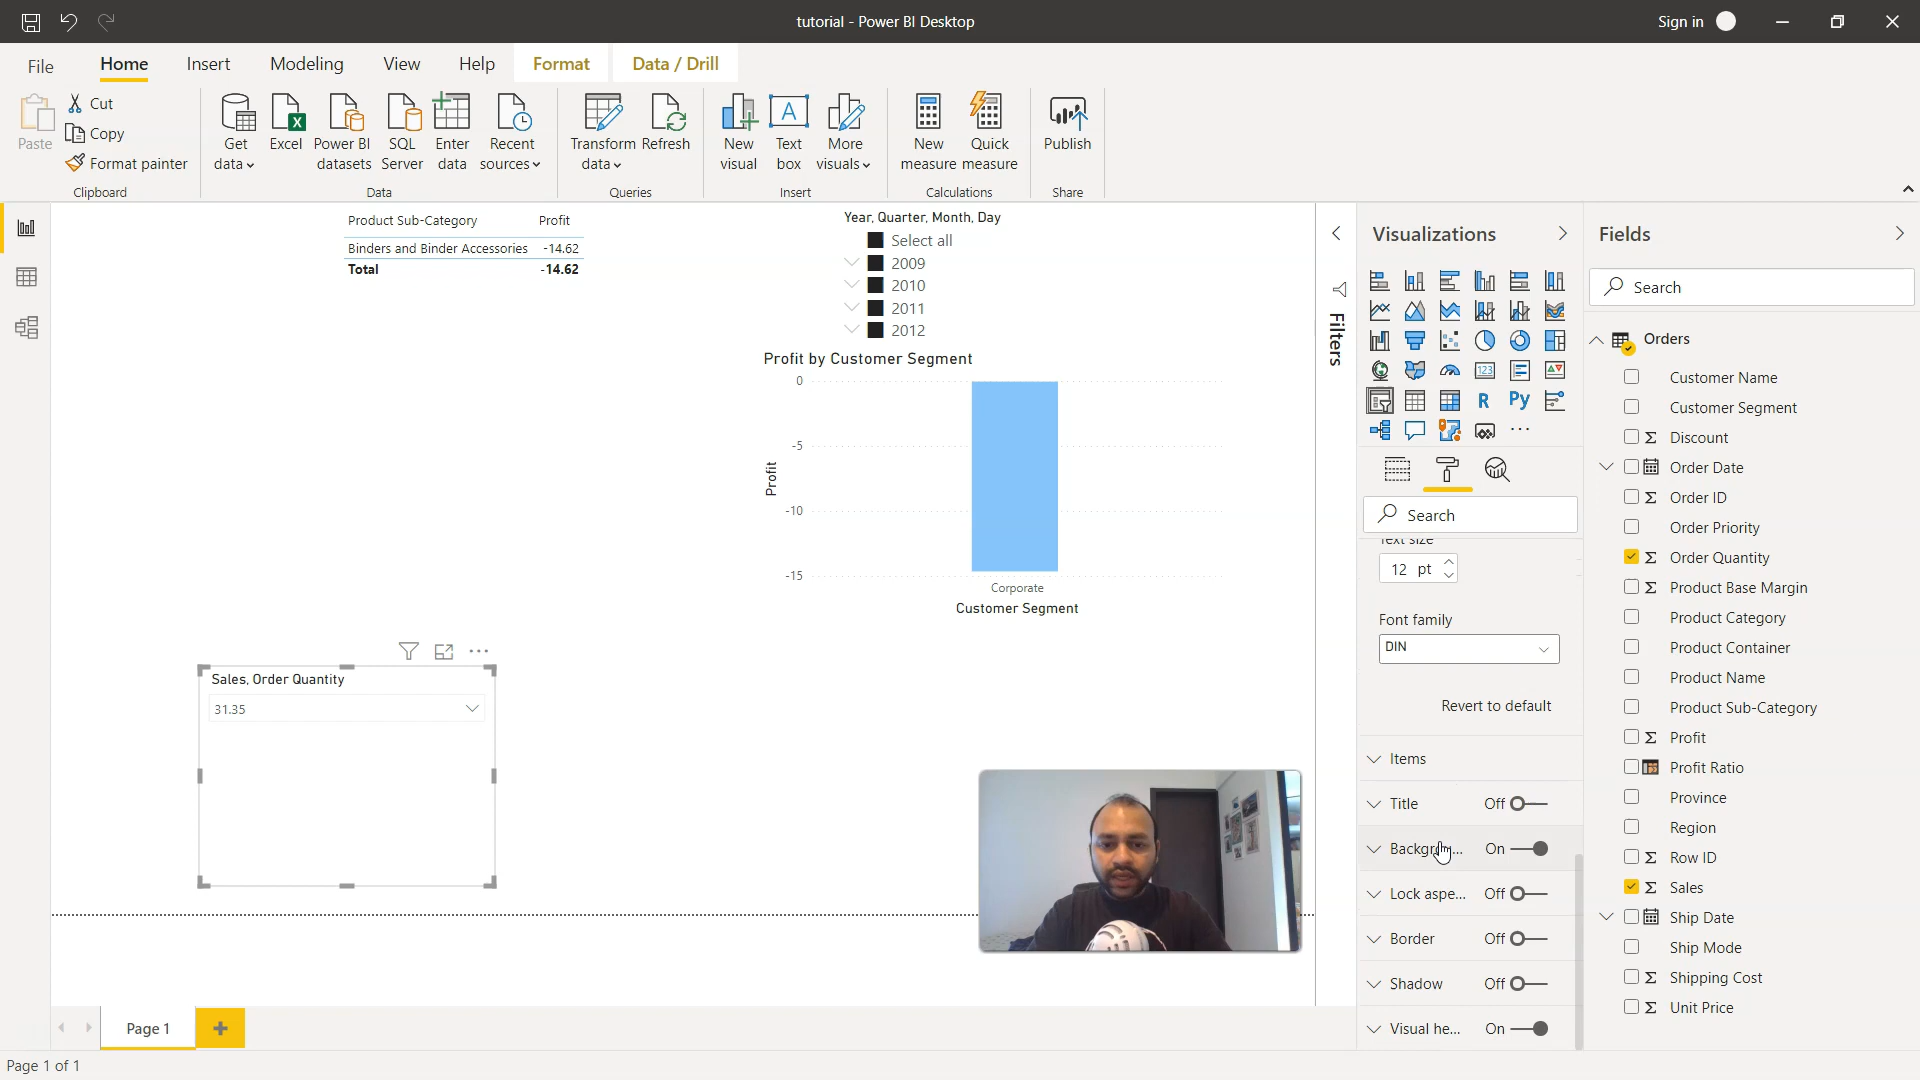 tutorial - Power BI Desktop
Sign in
File
Home
Insert
Modeling
View
Help
Format
Data / Drill
Paste
Cut
Copy
Format painter
Clipboard
Get data
Excel
Power BI datasets
SQL Server
Enter data
Recent sources
Data
Transform data
Refresh
Queries
New visual
Text box
More visuals
Insert
New measure
Quick measure
Calculations
Publish
Share
Product Sub-Category Profit
Binders and Binder Accessories -14.62
Total -14.62
Year, Quarter, Month, Day
Select all
2009
2010
2011
2012
Profit by Customer Segment
0
-5
-10
-15
Profit
Corporate
Customer Segment
Sales, Order Quantity
31.35
Filters
Visualizations
123
R
Py
Search
Text size
12 pt
Font family
DIN
Revert to default
Items
Title Off
Backgro... On
Lock aspe... Off
Border Off
Shadow Off
Visual he... On
Fields
Search
Orders
Customer Name
Customer Segment
Discount
Order Date
Order ID
Order Priority
Order Quantity
Product Base Margin
Product Category
Product Container
Product Name
Product Sub-Category
Profit
Profit Ratio
Province
Region
Row ID
Sales
Ship Date
Ship Mode
Shipping Cost
Unit Price
Page 1
Page 1 of 1